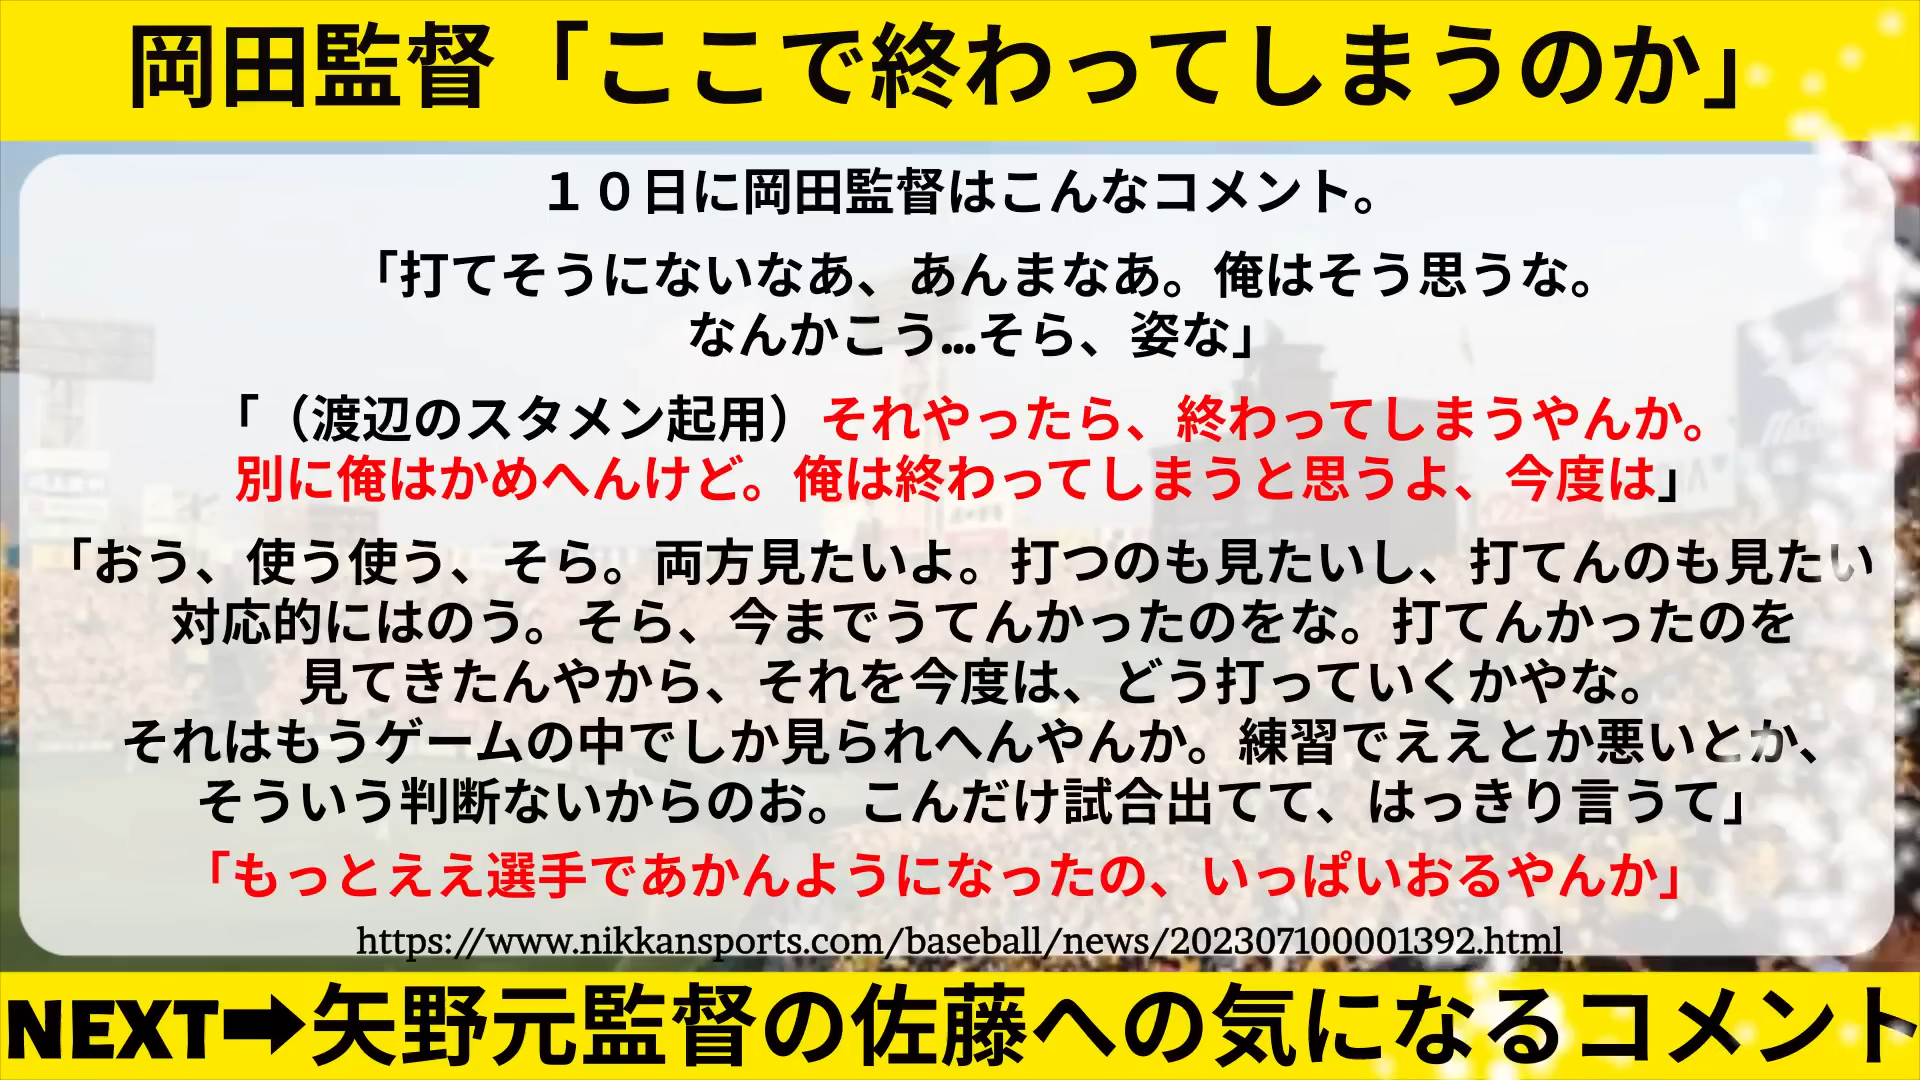 岡田監督「ここで終わってしまうのか」
１０日に岡田監督はこんなコメント。
「打てそうにないなあ、あんまなあ。俺はそう思うな。
なんかこう...そら、姿な」
「（渡辺のスタメン起用）それやったら、終わってしまうやんか。
別に俺はかめへんけど。俺は終わってしまうと思うよ、今度は」
「おう、使う使う、そら。両方見たいよ。打つのも見たいし、打てんのも見たい
対応的にはのう。そら、今までうてんかったのをな。打てんかったのを
見てきたんやから、それを今度は、どう打っていくかやな。
それはもうゲームの中でしか見られへんやんか。練習でええとか悪いとか、
そういう判断ないからのお。こんだけ試合出てて、はっきり言うて」
「もっとええ選手であかんようになったの、いっぱいおるやんか」
https://www.nikkansports.com/baseball/news/202307100001392.html
NEXT➡矢野元監督の佐藤への気になるコメント